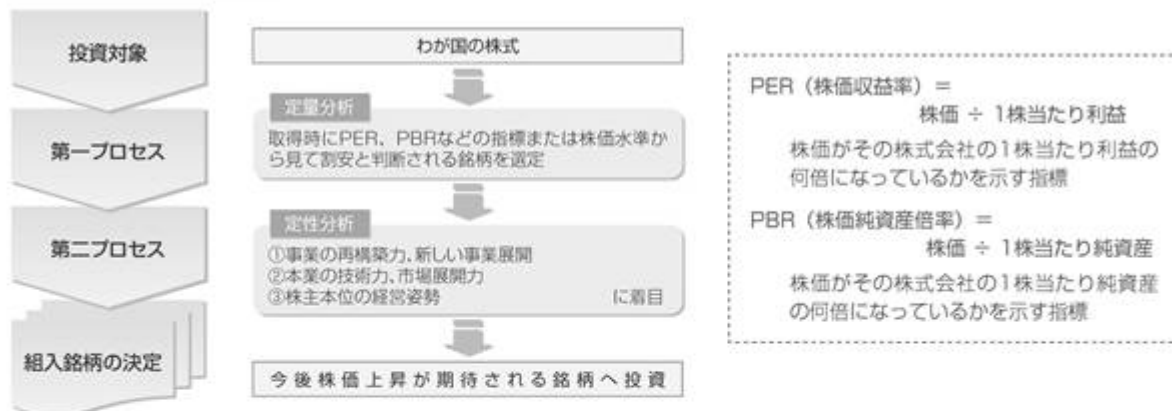 投資対象
第一プロセス
第二プロセス
組入銘柄の決定
わが国の株式
定量分析
取得時にPER、PBRなどの指標または株価水準か
ら見て割安と判断される銘柄を選定
定性分析
①事業の再構築力、新しい事業展開
②本業の技術力、市場展開力
③株主本位の経営姿勢 に着目
今後株価上昇が期待される銘柄へ投資
PER（株価収益率）＝
株価 ÷ 1株当たり利益
株価がその株式会社の1株当たり利益の
何倍になっているかを示す指標
PBR（株価純資産倍率）＝
株価 ÷ 1株当たり純資産
株価がその株式会社の1株当たり純資産
の何倍になっているかを示す指標